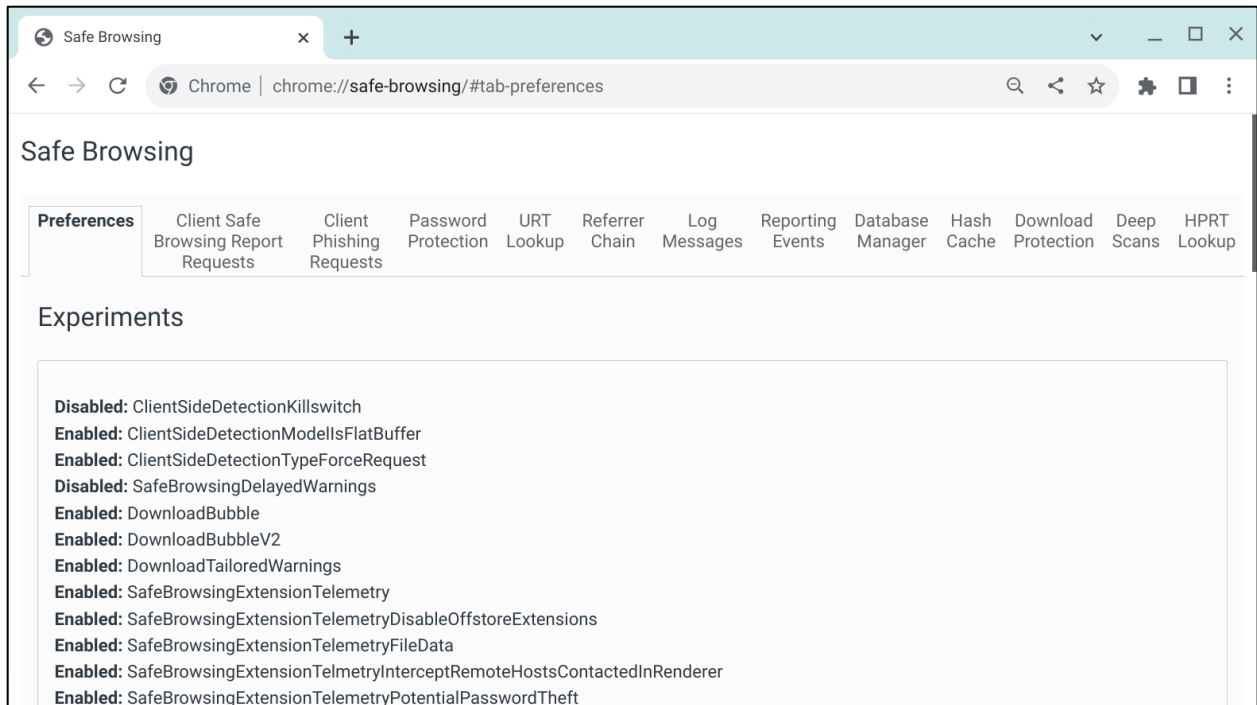 Safe Browsing
Chrome | chrome://safe-browsing/#tab-preferences
Safe Browsing
Preferences
Client Safe
Browsing Report
Requests
Client
Phishing
Requests
Password
Protection
URT
Lookup
Referrer
Chain
Log
Messages
Reporting
Events
Database
Manager
Hash
Cache
Download
Protection
Deep
Scans
HPRT
Lookup
Experiments
Disabled: ClientSideDetectionKillswitch
Enabled: ClientSideDetectionModelIsFlatBuffer
Enabled: ClientSideDetectionTypeForceRequest
Disabled: SafeBrowsingDelayedWarnings
Enabled: DownloadBubble
Enabled: DownloadBubbleV2
Enabled: DownloadTailoredWarnings
Enabled: SafeBrowsingExtensionTelemetry
Enabled: SafeBrowsingExtensionTelemetryDisableOffstoreExtensions
Enabled: SafeBrowsingExtensionTelemetryFileData
Enabled: SafeBrowsingExtensionTelmetryInterceptRemoteHostsContactedInRenderer
Enabled: SafeBrowsingExtensionTelemetryPotentialPasswordTheft